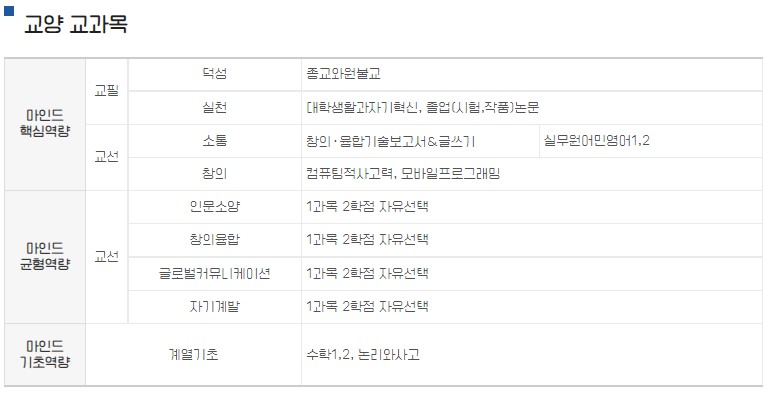 교양 교과목
마인드
핵심역량
교필
덕성
종교와원불교
실천
대학생활과자기혁신, 졸업(시험,작품)논문
교선
소통
창의·융합기술보고서&글쓰기
실무원어민영어1,2
창의
컴퓨팅적사고력, 모바일프로그래밍
마인드
균형역량
교선
인문소양
1과목 2학점 자유선택
창의융합
1과목 2학점 자유선택
글로벌커뮤니케이션
1과목 2학점 자유선택
자기계발
1과목 2학점 자유선택
마인드
기초역량
계열기초
수학1,2, 논리와사고